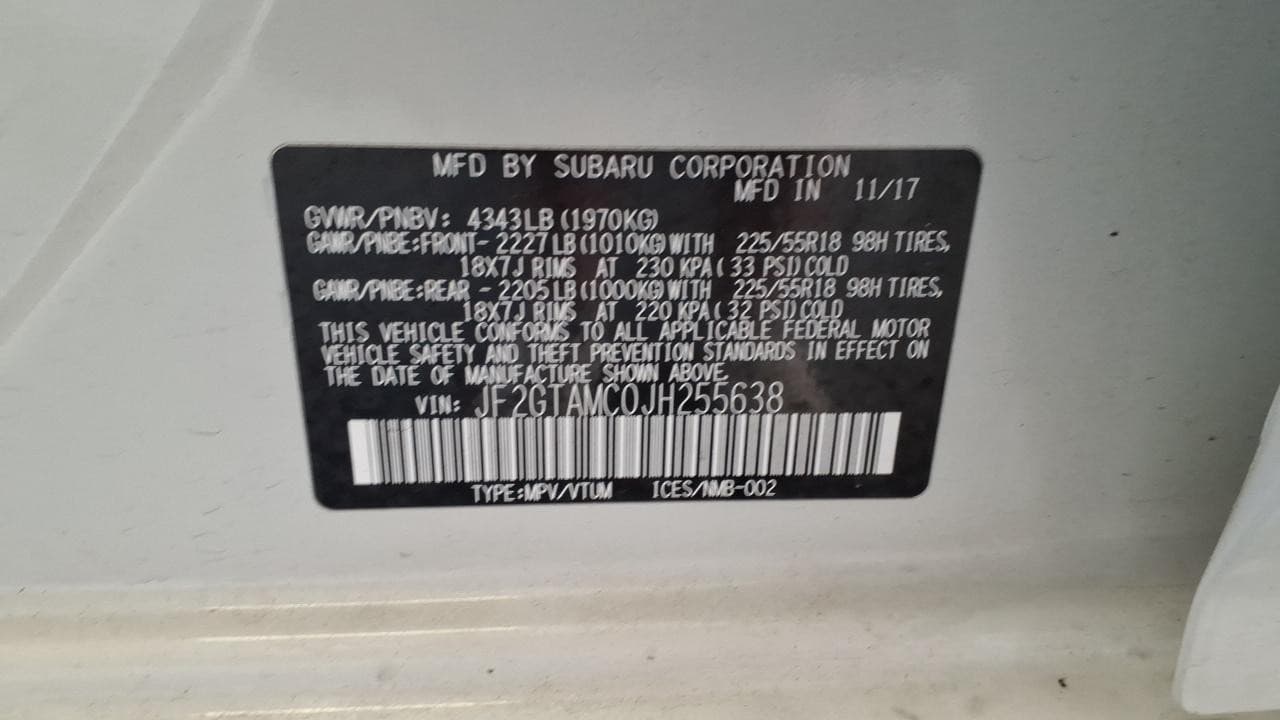 MFD BY SUBARU CORPORATION
MFD IN 11/17
GVWR/PNBV: 4343LB (1970KG)
GAWR/PNBE:FRONT- 2227LB (1010KG) WITH 225/55R18 98H TIRES,
18X7J RIMS AT 230 KPA( 33 PSI) COLD
GAWR/PNBE:REAR - 2205LB (1000KG) WITH 225/55R18 98H TIRES,
18X7J RIMS AT 220 KPA( 32 PSI) COLD
THIS VEHICLE CONFORMS TO ALL APPLICABLE FEDERAL MOTOR
VEHICLE SAFETY AND THEFT PREVENTION STANDARDS IN EFFECT ON
THE DATE OF MANUFACTURE SHOWN ABOVE.
VIN: JF2GTAMC0JH255638
TYPE:MPV/VTUM ICES/NMB-002